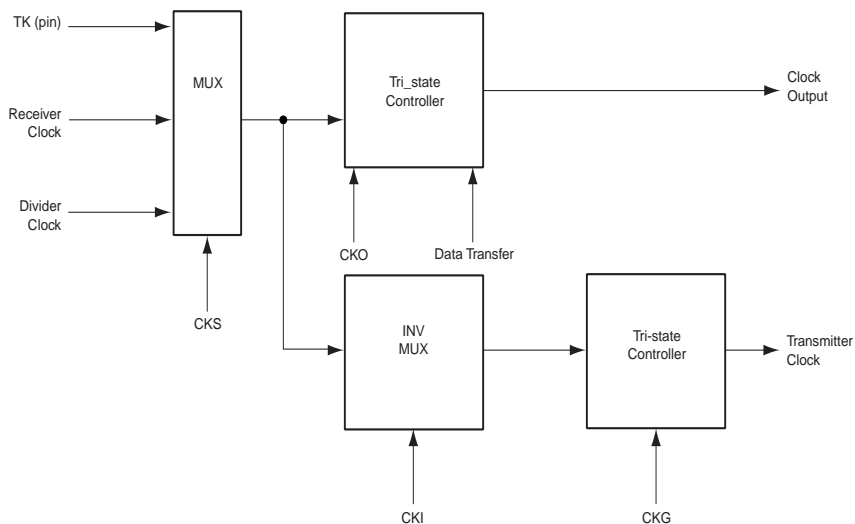 TK (pin)
MUX
Tri_state
Controller
Clock
Output
Receiver
Clock
Divider
Clock
CKO
Data Transfer
CKS
INV
MUX
Tri-state
Controller
Transmitter
Clock
CKI
CKG